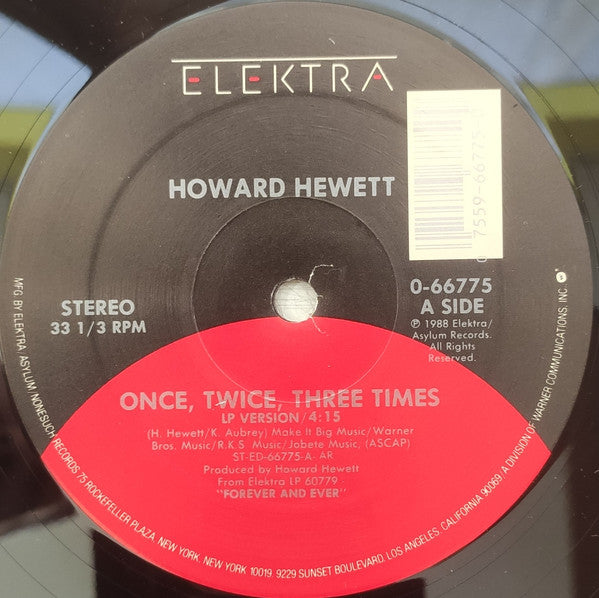 ELEKTRA
HOWARD HEWETT
7559-66775-0
0-66775
A SIDE
STEREO
33 1/3 RPM
℗ 1988 Elektra/
Asylum Records.
All Rights
Reserved.
ONCE, TWICE, THREE TIMES
LP VERSION/4:15
(H. Hewett/K. Aubrey) Make It Big Music/Warner
Bros. Music/R.K.S. Music/Jobete Music, (ASCAP)
ST-ED-66775-A- AR
Produced by Howard Hewett
From Elektra LP 60779
"FOREVER AND EVER"
MFG. BY ELEKTRA/ASYLUM/NONESUCH RECORDS 75 ROCKEFELLER PLAZA, NEW YORK, NEW YORK 10019 9229 SUNSET BOULEVARD, LOS ANGELES, CALIFORNIA 90069. A DIVISION OF WARNER COMMUNICATIONS, INC.